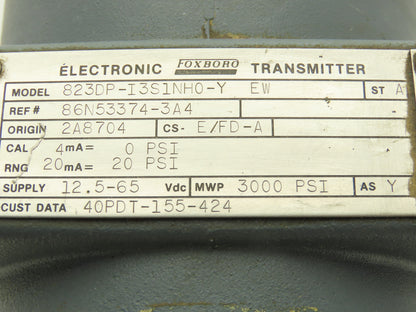 FOXBORO
ELECTRONIC TRANSMITTER
MODEL 823DP-I3S1NH0-Y EW ST A
REF # 86N53374-3A4
ORIGIN 2A8704 CS- E/FD-A
CAL 4mA= 0 PSI
RNG 20mA= 20 PSI
SUPPLY 12.5-65 Vdc MWP 3000 PSI AS Y
CUST DATA 40PDT-155-424